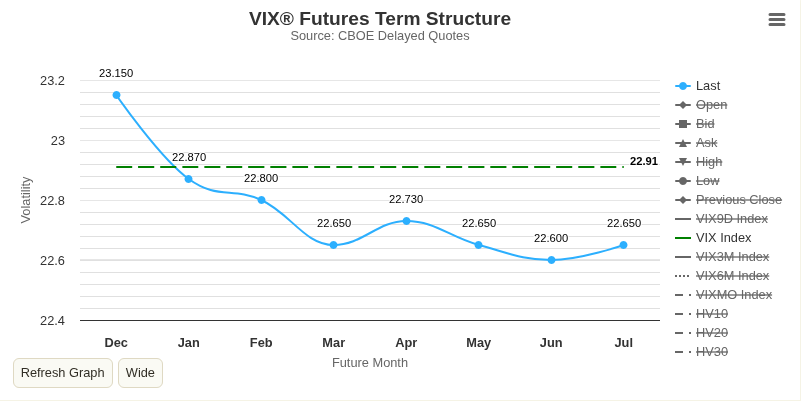 VIX® Futures Term Structure
Source: CBOE Delayed Quotes
23.2
23
22.8
22.6
22.4
Volatility
23.150
22.870
22.800
22.650
22.730
22.650
22.600
22.650
22.91
Dec Jan Feb Mar Apr May Jun Jul
Future Month
Last
Open
Bid
Ask
High
Low
Previous Close
VIX9D Index
VIX Index
VIX3M Index
VIX6M Index
VIXMO Index
HV10
HV20
HV30
Refresh Graph
Wide